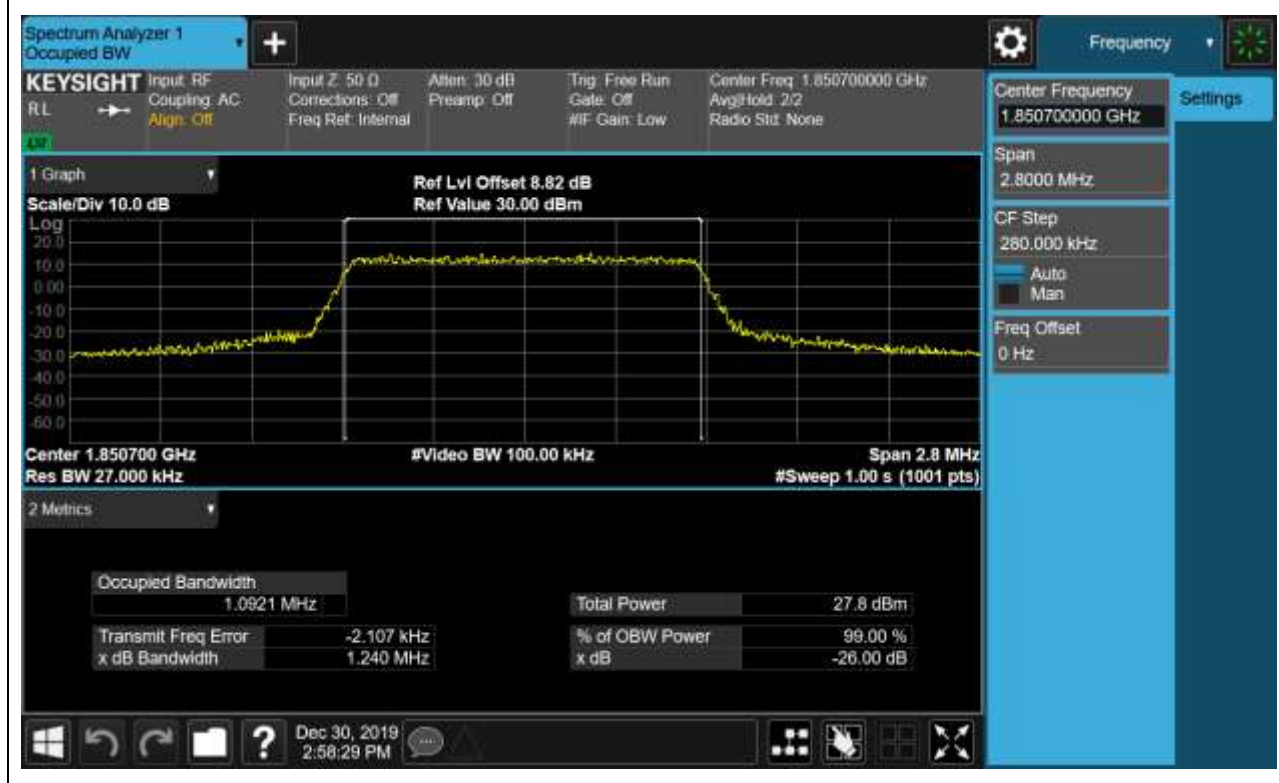 Spectrum Analyzer 1
Occupied BW
Frequency
KEYSIGHT
RL
Input: RF
Coupling: AC
Align: Off
Input Z: 50 Ω
Corrections: Off
Freq Ref: Internal
Atten: 30 dB
Preamp: Off
Trig: Free Run
Gate: Off
#IF Gain: Low
Center Freq: 1.850700000 GHz
Avg|Hold: 2/2
Radio Std: None
Center Frequency
1.850700000 GHz
Settings
Span
2.8000 MHz
CF Step
280.000 kHz
Auto
Man
Freq Offset
0 Hz
1 Graph
Scale/Div 10.0 dB
Ref Lvl Offset 8.82 dB
Ref Value 30.00 dBm
Log
20.0
10.0
0.00
-10.0
-20.0
-30.0
-40.0
-50.0
-60.0
Center 1.850700 GHz
Res BW 27.000 kHz
#Video BW 100.00 kHz
Span 2.8 MHz
#Sweep 1.00 s (1001 pts)
2 Metrics
Occupied Bandwidth
1.0921 MHz
Total Power 27.8 dBm
Transmit Freq Error -2.107 kHz
% of OBW Power 99.00 %
x dB Bandwidth 1.240 MHz
x dB -26.00 dB
Dec 30, 2019
2:58:29 PM